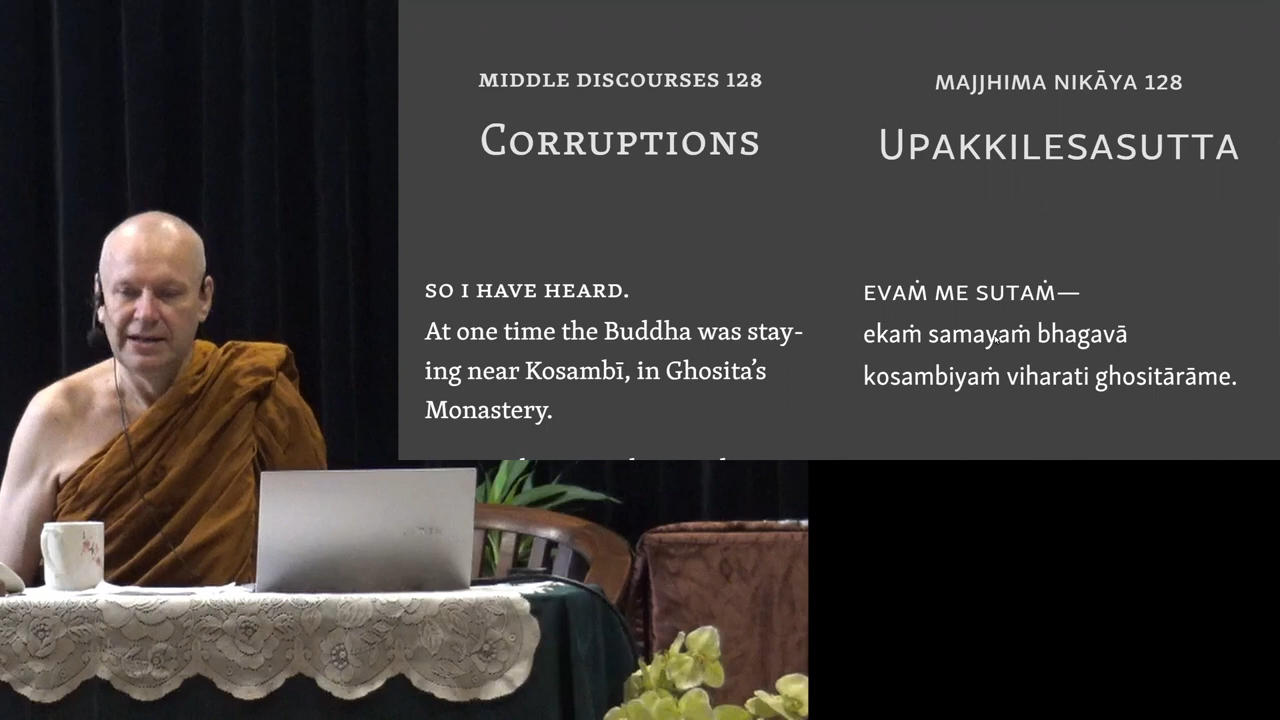 MIDDLE DISCOURSES 128
CORRUPTIONS
SO I HAVE HEARD.
At one time the Buddha was stay-
ing near Kosambī, in Ghosita’s
Monastery.
MAJJHIMA NIKĀYA 128
UPAKKILESASUTTA
EVAṀ ME SUTAṀ—
ekaṁ samayaṁ bhagavā
kosambiyaṁ viharati ghositārāme.